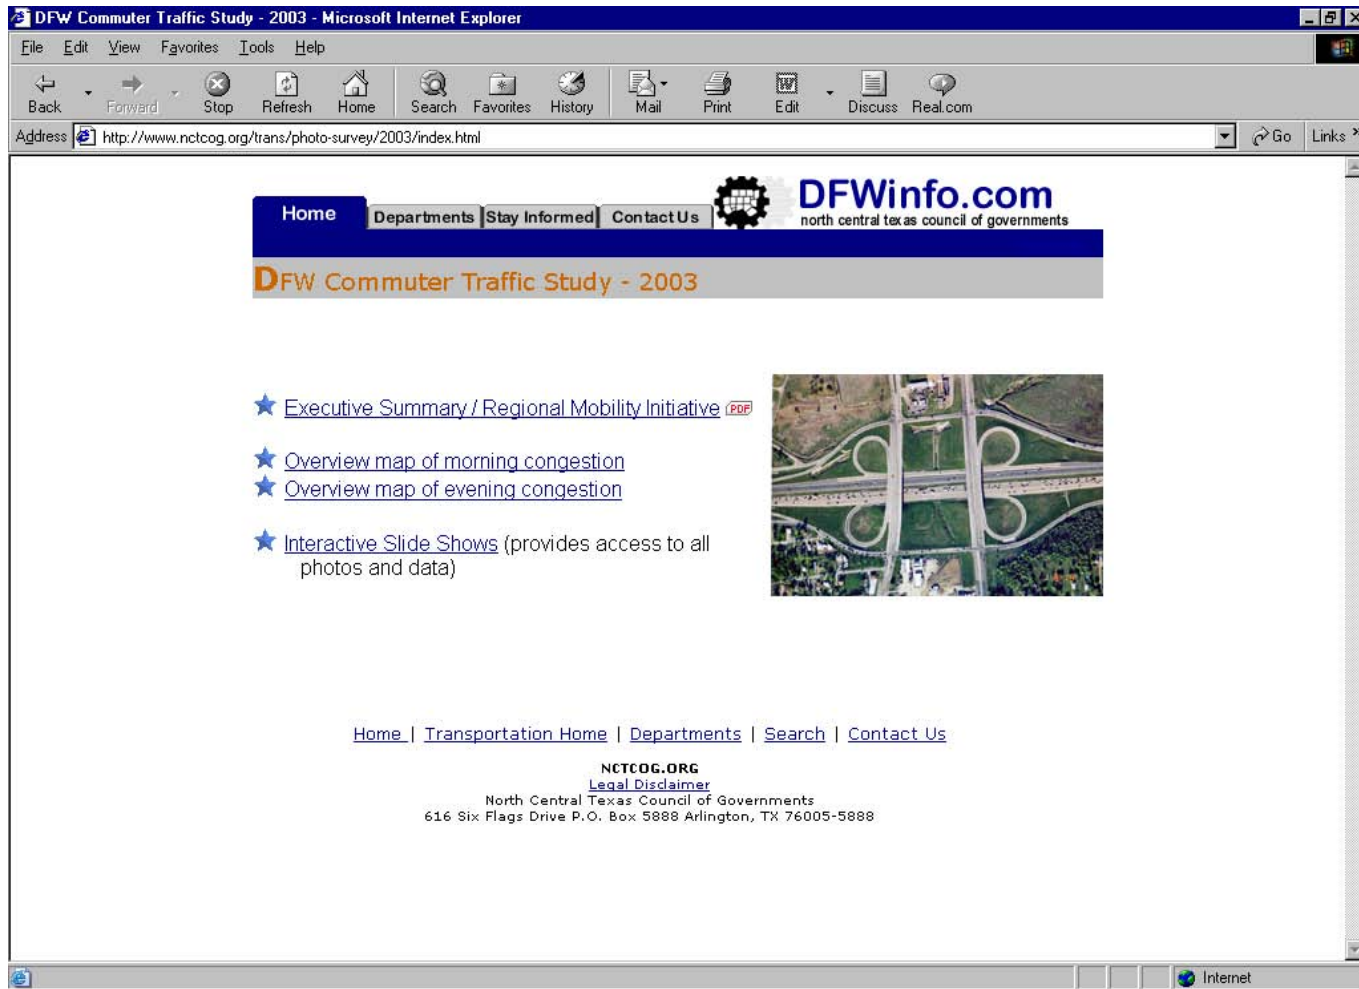 DFW Commuter Traffic Study - 2003 - Microsoft Internet Explorer
File Edit View Favorites Tools Help
Back Forward Stop Refresh Home Search Favorites History Mail Print Edit Discuss Real.com
Address http://www.nctcog.org/trans/photo-survey/2003/index.html Go Links »
Home Departments Stay Informed Contact Us DFWinfo.com
north central texas council of governments
DFW Commuter Traffic Study - 2003
Executive Summary / Regional Mobility Initiative PDF
Overview map of morning congestion
Overview map of evening congestion
Interactive Slide Shows (provides access to all
photos and data)
Home | Transportation Home | Departments | Search | Contact Us
NCTCOG.ORG
Legal Disclaimer
North Central Texas Council of Governments
616 Six Flags Drive P.O. Box 5888 Arlington, TX 76005-5888
Internet